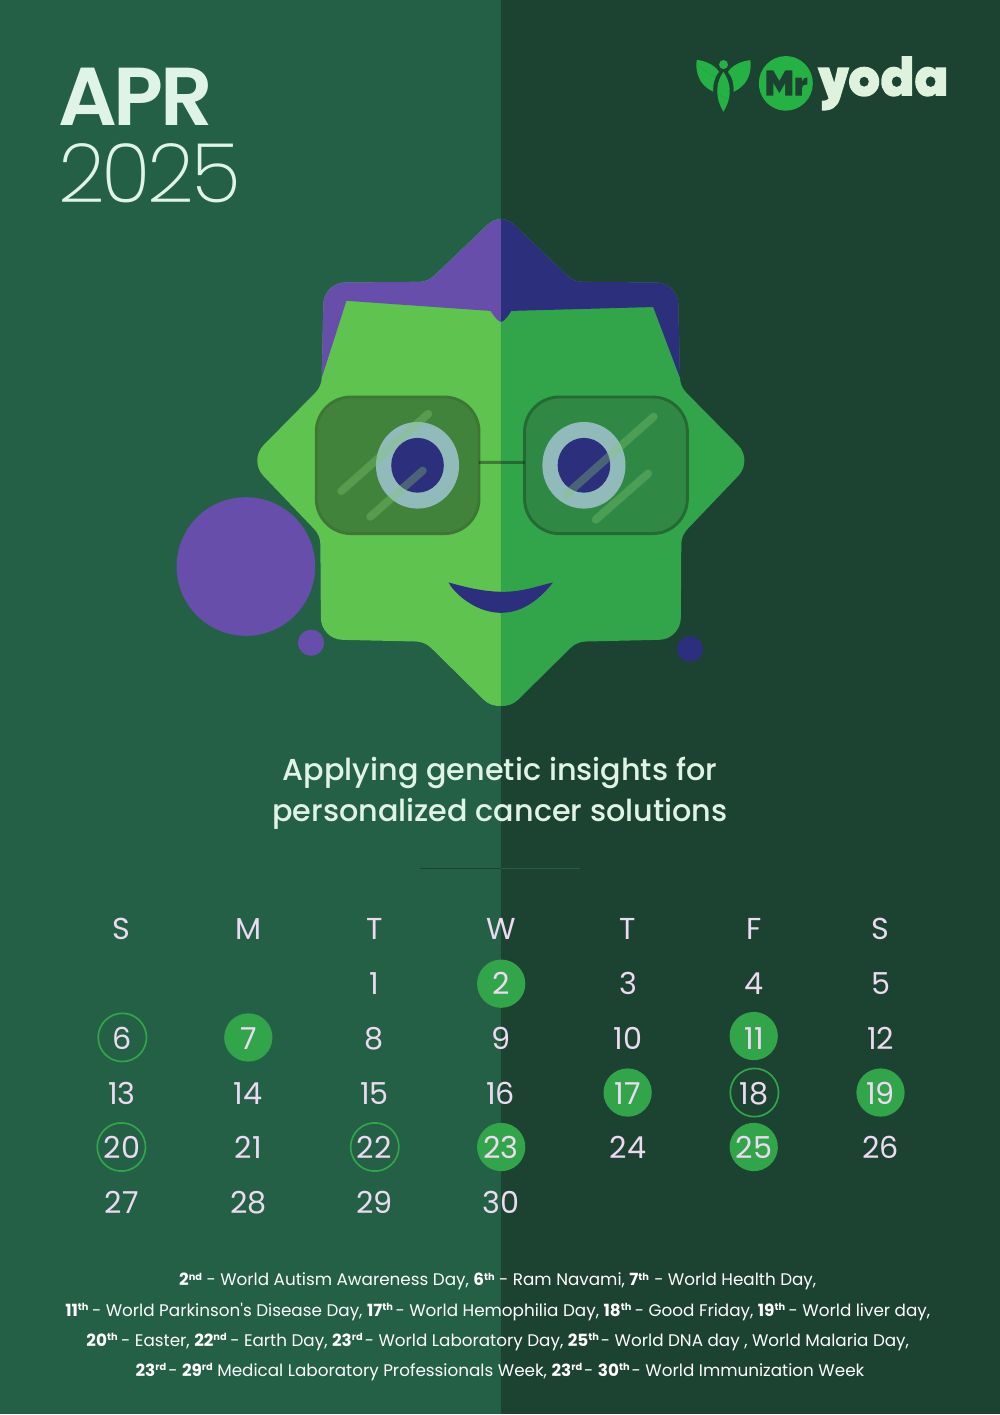 APR
2025
Mr yoda
Applying genetic insights for
personalized cancer solutions
S M T W T F S
1 2 3 4 5
6 7 8 9 10 11 12
13 14 15 16 17 18 19
20 21 22 23 24 25 26
27 28 29 30
2nd - World Autism Awareness Day, 6th - Ram Navami, 7th - World Health Day,
11th - World Parkinson's Disease Day, 17th - World Hemophilia Day, 18th - Good Friday, 19th - World liver day,
20th - Easter, 22nd - Earth Day, 23rd - World Laboratory Day, 25th - World DNA day , World Malaria Day,
23rd - 29rd Medical Laboratory Professionals Week, 23rd - 30th - World Immunization Week